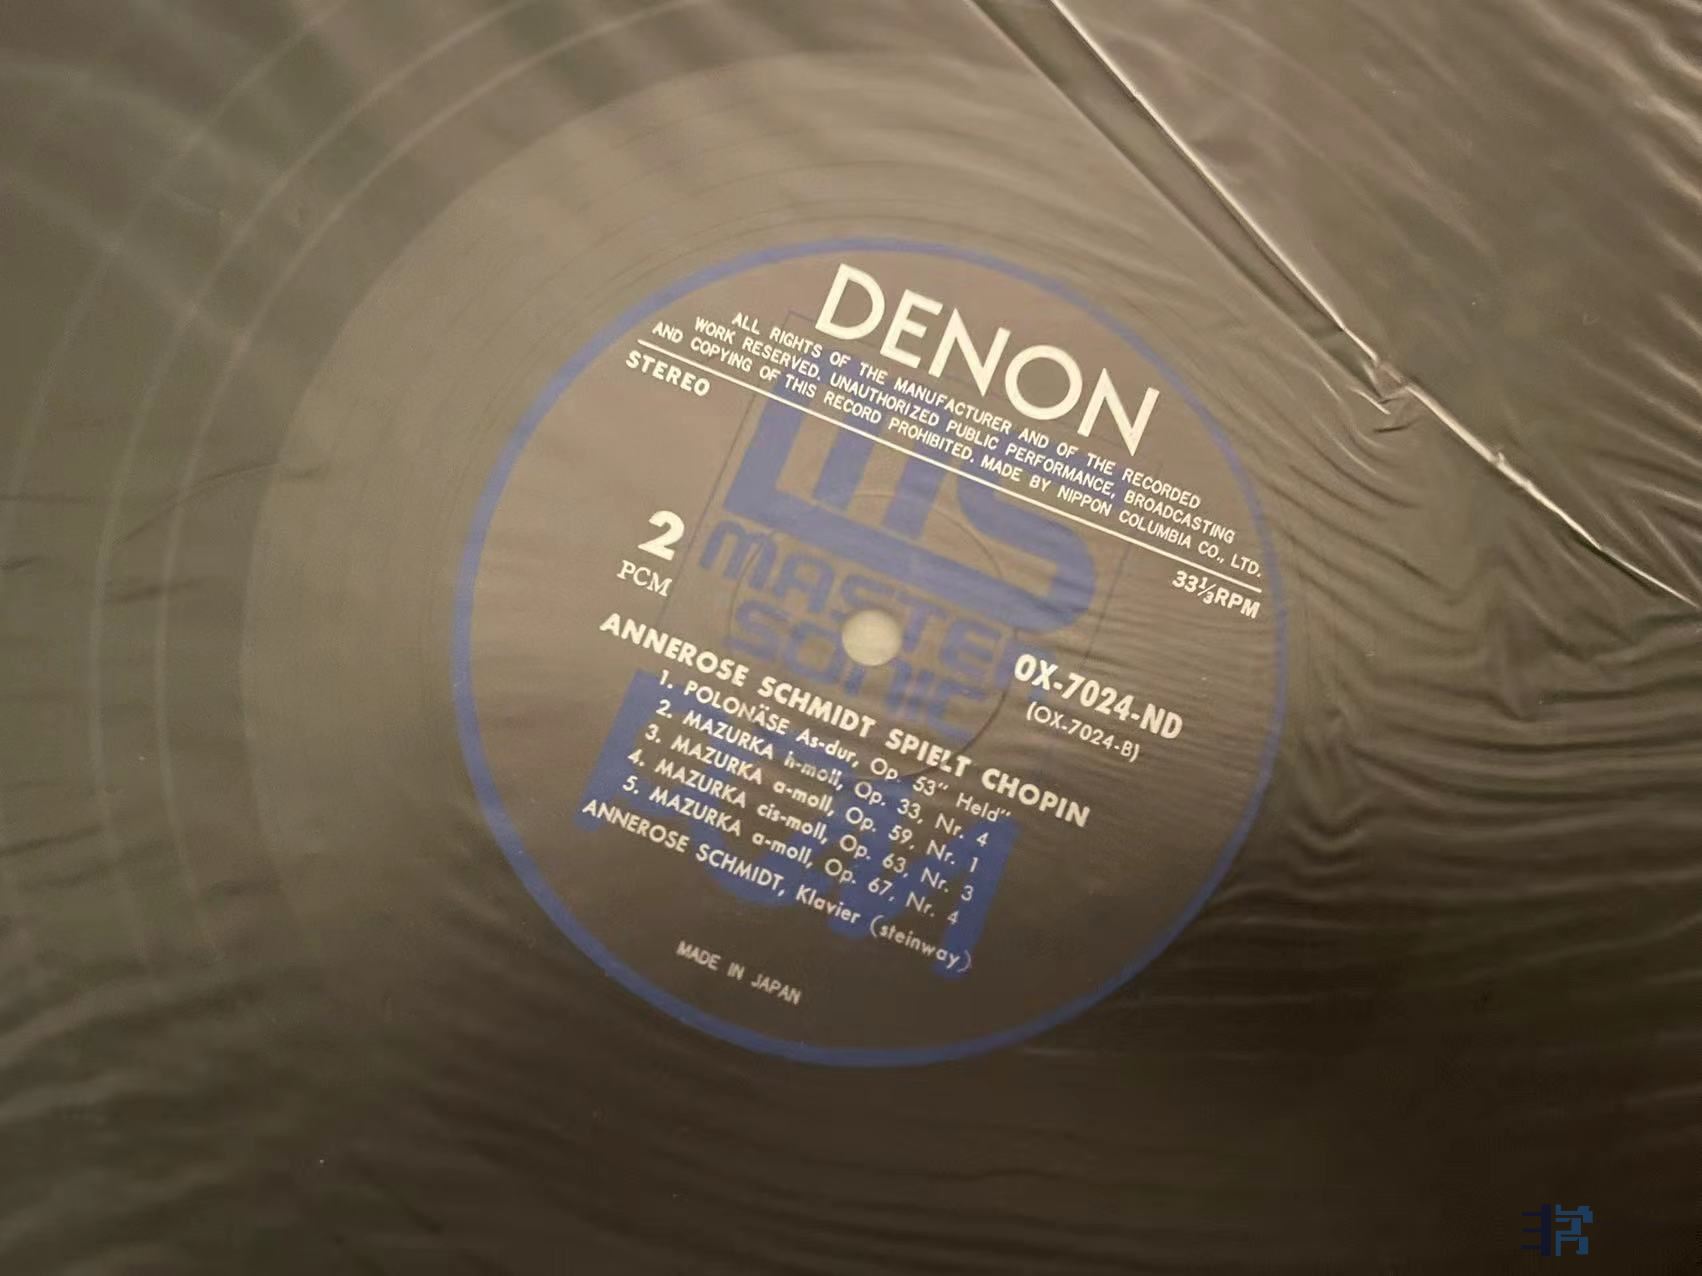 DENON
ALL RIGHTS OF THE MANUFACTURER AND OF THE RECORDED
WORK RESERVED. UNAUTHORIZED PUBLIC PERFORMANCE, BROADCASTING
AND COPYING OF THIS RECORD PROHIBITED. MADE BY NIPPON COLUMBIA CO., LTD.
STEREO
33⅓RPM
MASTER
SONIC
PCM
2
PCM
OX-7024-ND
(OX-7024-B)
ANNEROSE SCHMIDT SPIELT CHOPIN
1. POLONÄSE As-dur, Op. 53“ Held“
2. MAZURKA h-moll, Op. 33, Nr. 4
3. MAZURKA a-moll, Op. 59, Nr. 1
4. MAZURKA cis-moll, Op. 63, Nr. 3
5. MAZURKA a-moll, Op. 67, Nr. 4
ANNEROSE SCHMIDT, Klavier (steinway)
MADE IN JAPAN